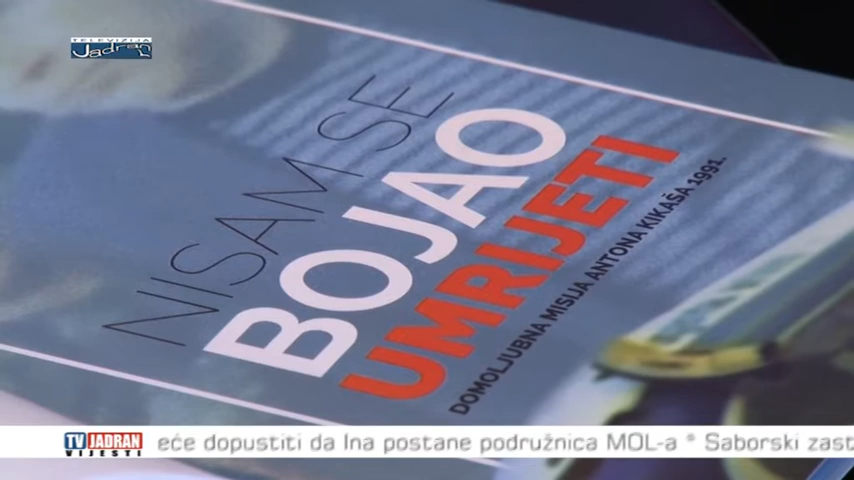 TELEVIZIJA
Jadran
NISAM SE
BOJAO
UMRIJETI
DOMOLJUBNA MISIJA ANTONA KIKAŠA 1991.
TV JADRAN
VIJESTI
eće dopustiti da Ina postane podružnica MOL-a * Saborski zast